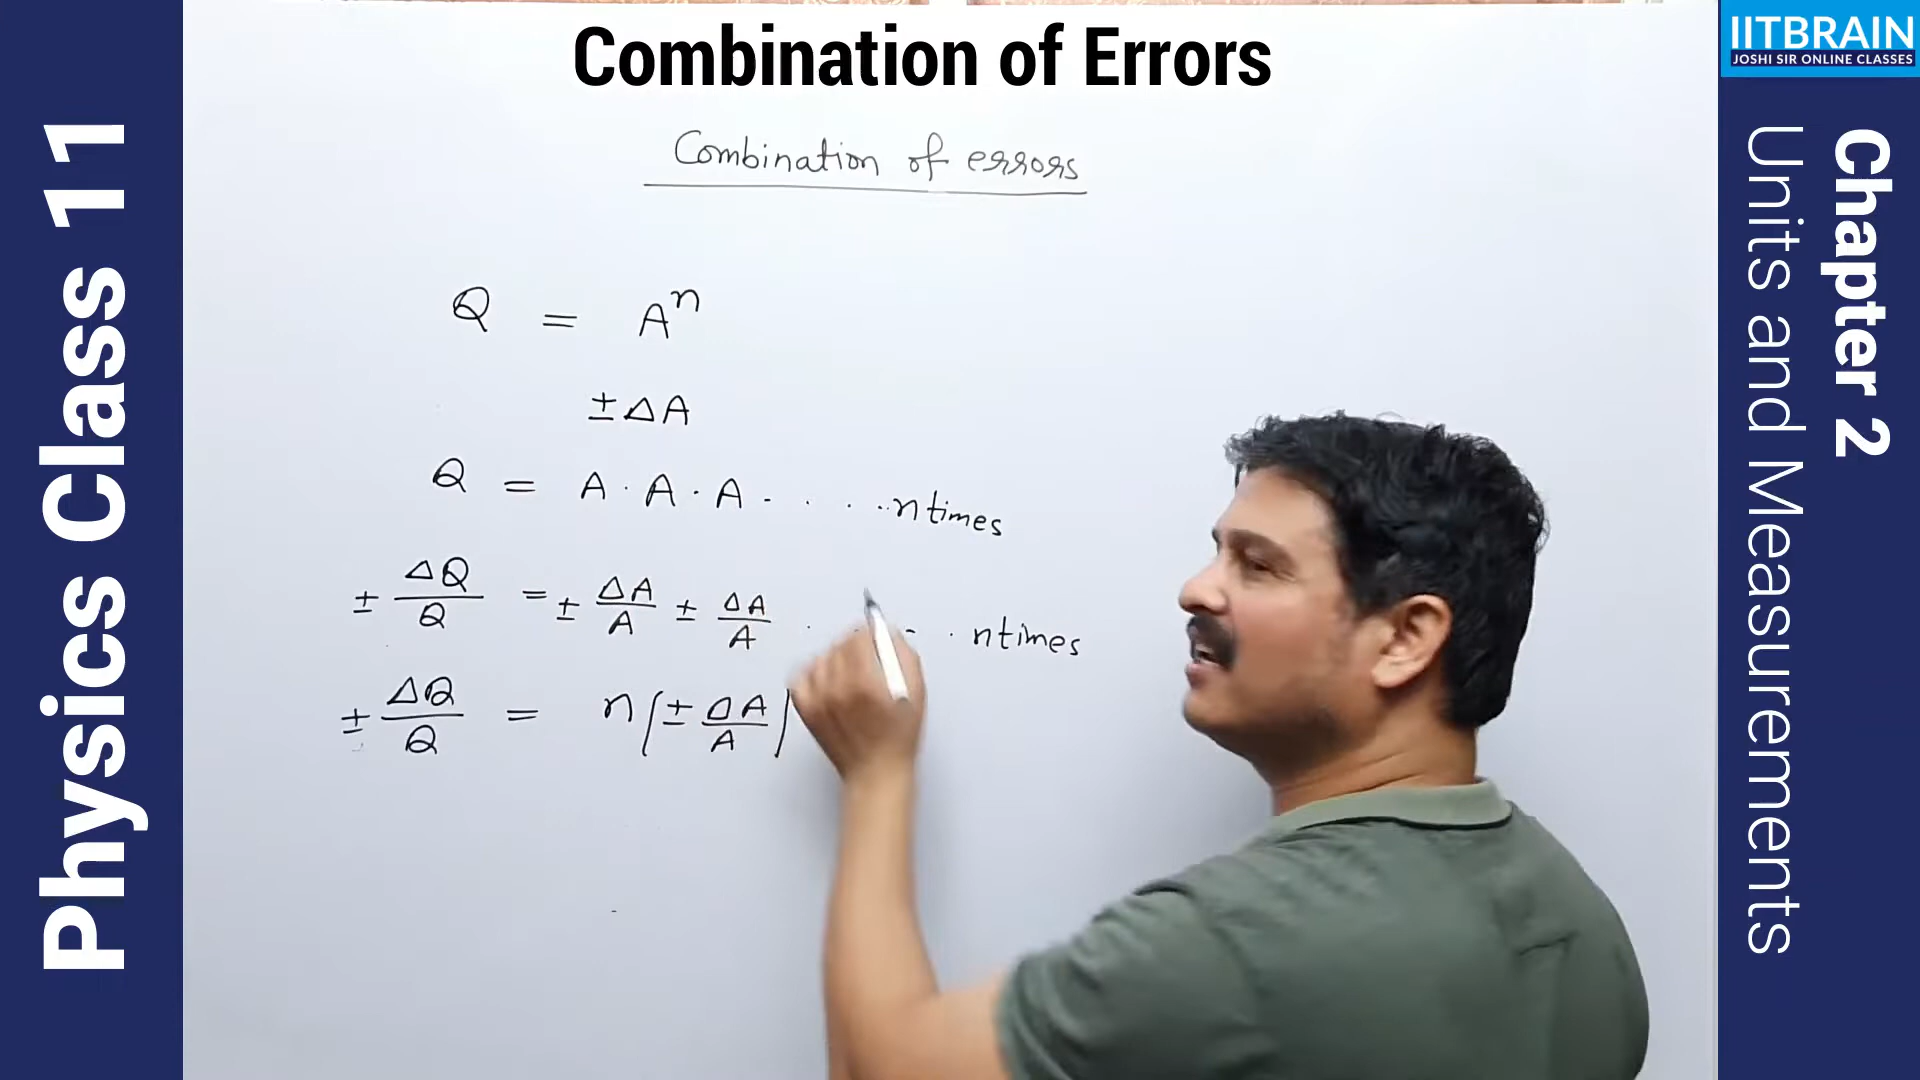 Physics Class 11
Combination of Errors
IITBRAIN
JOSHI SIR ONLINE CLASSES
Chapter 2
Units and Measurements
Combination of errors
Q = Aⁿ
± ΔA
Q = A · A · A · · · · · n times
± ΔQ/Q = ± ΔA/A ± ΔA/A · · · · n times
± ΔQ/Q = n(± ΔA/A)